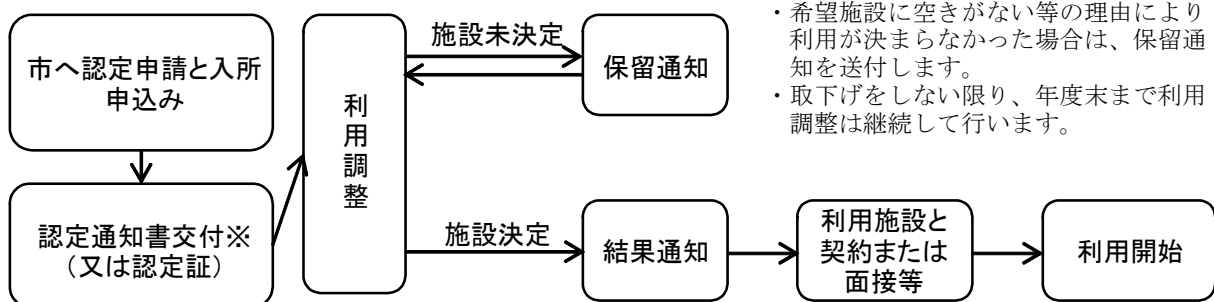 市へ認定申請と入所
申込み
認定通知書交付※
（又は認定証）
利用調整
施設未決定
保留通知
・希望施設に空きがない等の理由により
利用が決まらなかった場合は、保留通
知を送付します。
・取下げをしない限り、年度末まで利用
調整は継続して行います。
施設決定
結果通知
利用施設と
契約または
面接等
利用開始